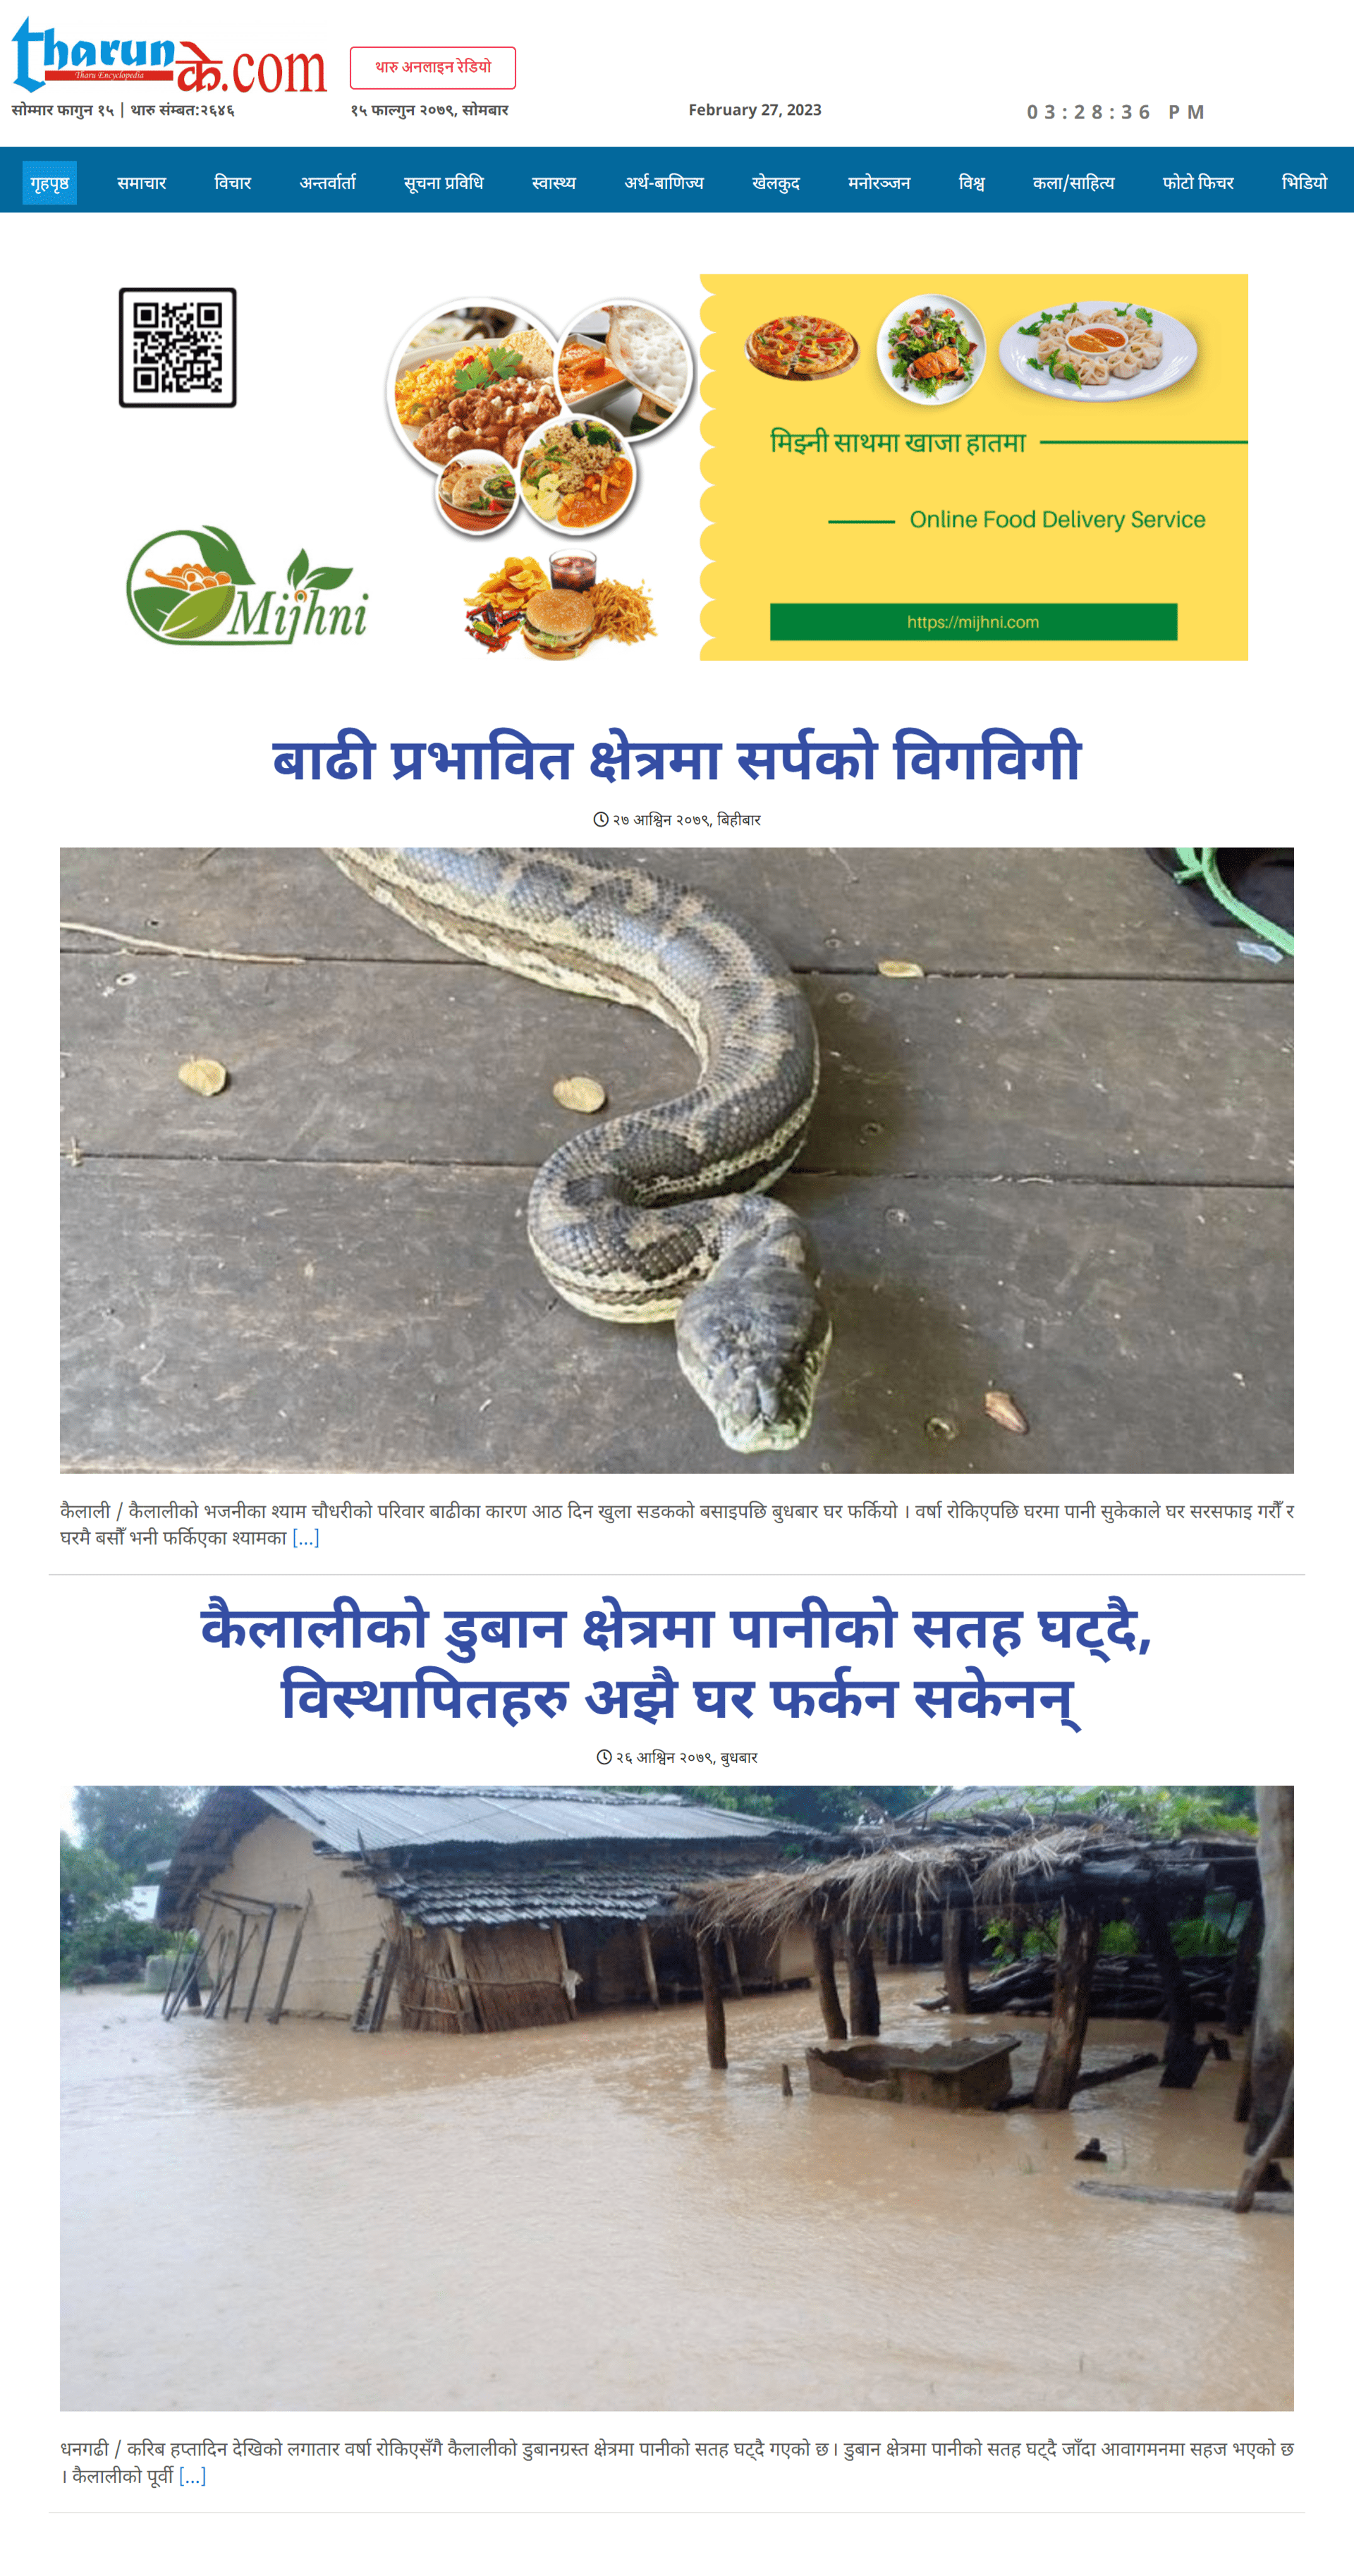 tharunके.com
Tharu Encyclopedia
थारु अनलाइन रेडियो
सोम्मार फागुन १५ | थारु संम्बत:२६४६
१५ फाल्गुन २०७९, सोमबार
February 27, 2023
03:28:36 PM
गृहपृष्ठ समाचार विचार अन्तर्वार्ता सूचना प्रविधि स्वास्थ्य अर्थ-बाणिज्य खेलकुद मनोरञ्जन विश्व कला/साहित्य फोटो फिचर भिडियो
मिझ्नी साथमा खाजा हातमा
Online Food Delivery Service
Mijhni
https://mijhni.com
बाढी प्रभावित क्षेत्रमा सर्पको विगविगी
२७ आश्विन २०७९, बिहीबार
कैलाली / कैलालीको भजनीका श्याम चौधरीको परिवार बाढीका कारण आठ दिन खुला सडकको बसाइपछि बुधबार घर फर्कियो । वर्षा रोकिएपछि घरमा पानी सुकेकाले घर सरसफाइ गरौँ र
घरमै बसौँ भनी फर्किएका श्यामका [...]
कैलालीको डुबान क्षेत्रमा पानीको सतह घट्दै,
विस्थापितहरु अझै घर फर्कन सकेनन्
२६ आश्विन २०७९, बुधबार
धनगढी / करिब हप्तादिन देखिको लगातार वर्षा रोकिएसँगै कैलालीको डुबानग्रस्त क्षेत्रमा पानीको सतह घट्दै गएको छ । डुबान क्षेत्रमा पानीको सतह घट्दै जाँदा आवागमनमा सहज भएको छ
। कैलालीको पूर्वी [...]